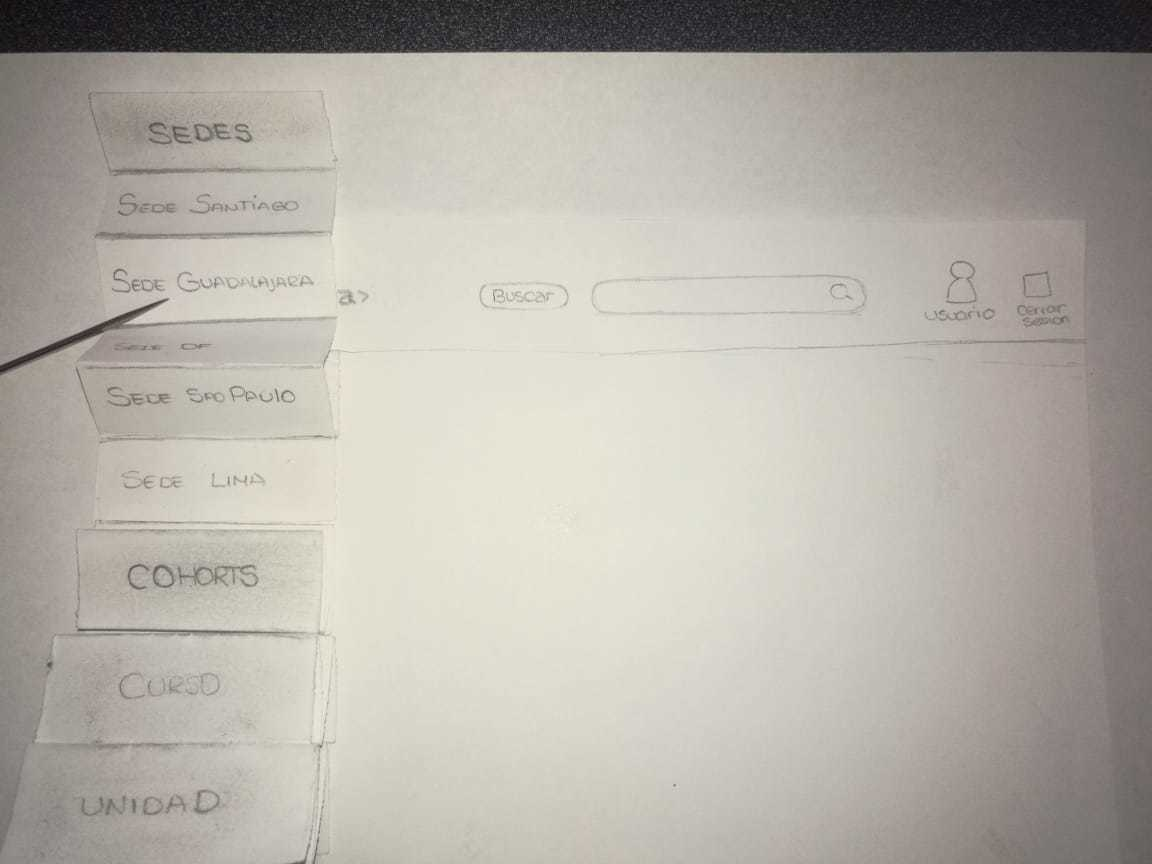 SEDES
SEDE SANTIAGO
SEDE GUADALAJARA
Buscar
usuario
cerrar
sesion
SEDE DF
SEDE SAO PAULO
SEDE LIMA
COHORTS
CURSO
UNIDAD